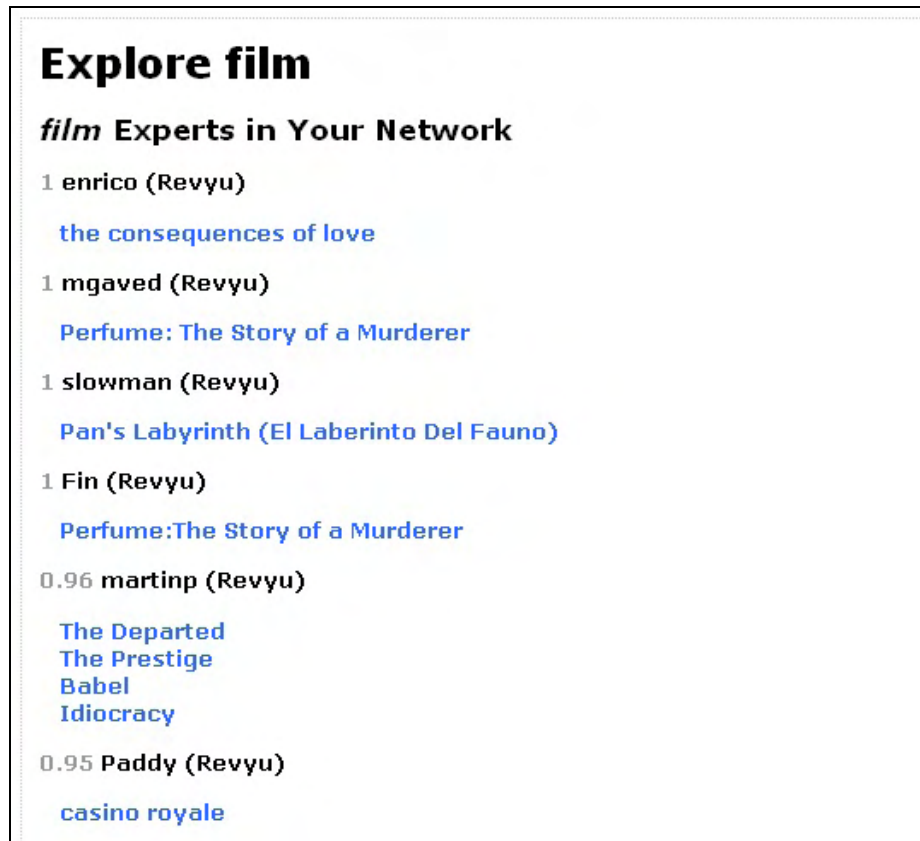 Explore film
film Experts in Your Network
1 enrico (Revyu)
the consequences of love
1 mgaved (Revyu)
Perfume: The Story of a Murderer
1 slowman (Revyu)
Pan's Labyrinth (El Laberinto Del Fauno)
1 Fin (Revyu)
Perfume:The Story of a Murderer
0.96 martinp (Revyu)
The Departed
The Prestige
Babel
Idiocracy
0.95 Paddy (Revyu)
casino royale